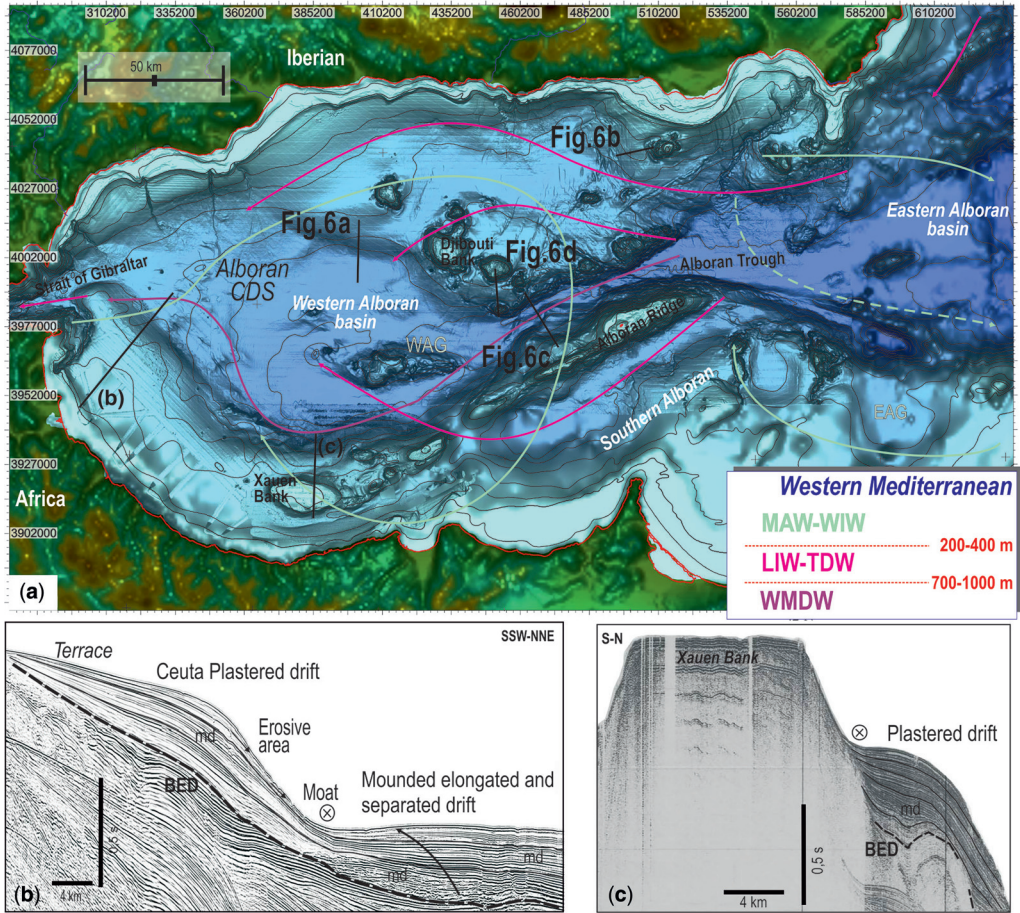 310200 335200 360200 385200 410200 435200 460200 485200 510200 535200 560200 585200 610200
4077000
4052000
4027000
4002000
3977000
3952000
3927000
3902000
50 km
Iberian
Fig.6b
Fig.6a
Eastern Alboran
basin
Strait of Gibraltar
Alboran
CDS
Djibouti
Bank
Fig.6d
Alboran Trough
Western Alboran
basin
WAG
Fig.6c
Alboran Ridge
(b)
Southern Alboran
EAG
(c)
Xauen
Bank
Africa
(a)
Western Mediterranean
MAW-WIW
200-400 m
LIW-TDW
700-1000 m
WMDW
SSW-NNE
Terrace
Ceuta Plastered drift
Erosive
area
md
BED
Moat
Mounded elongated and
separated drift
md
md
0,5 s
4 km
(b)
S-N
Xauen Bank
Plastered drift
md
BED
0,5 s
4 km
(c)